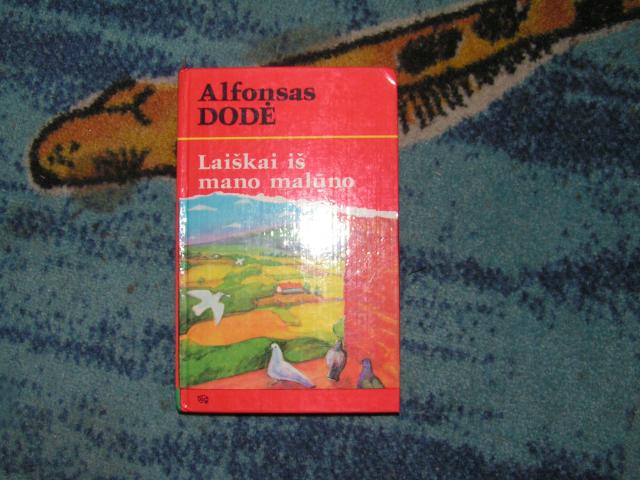 Alfonsas
DODĖ
Laiškai iš
mano malūno